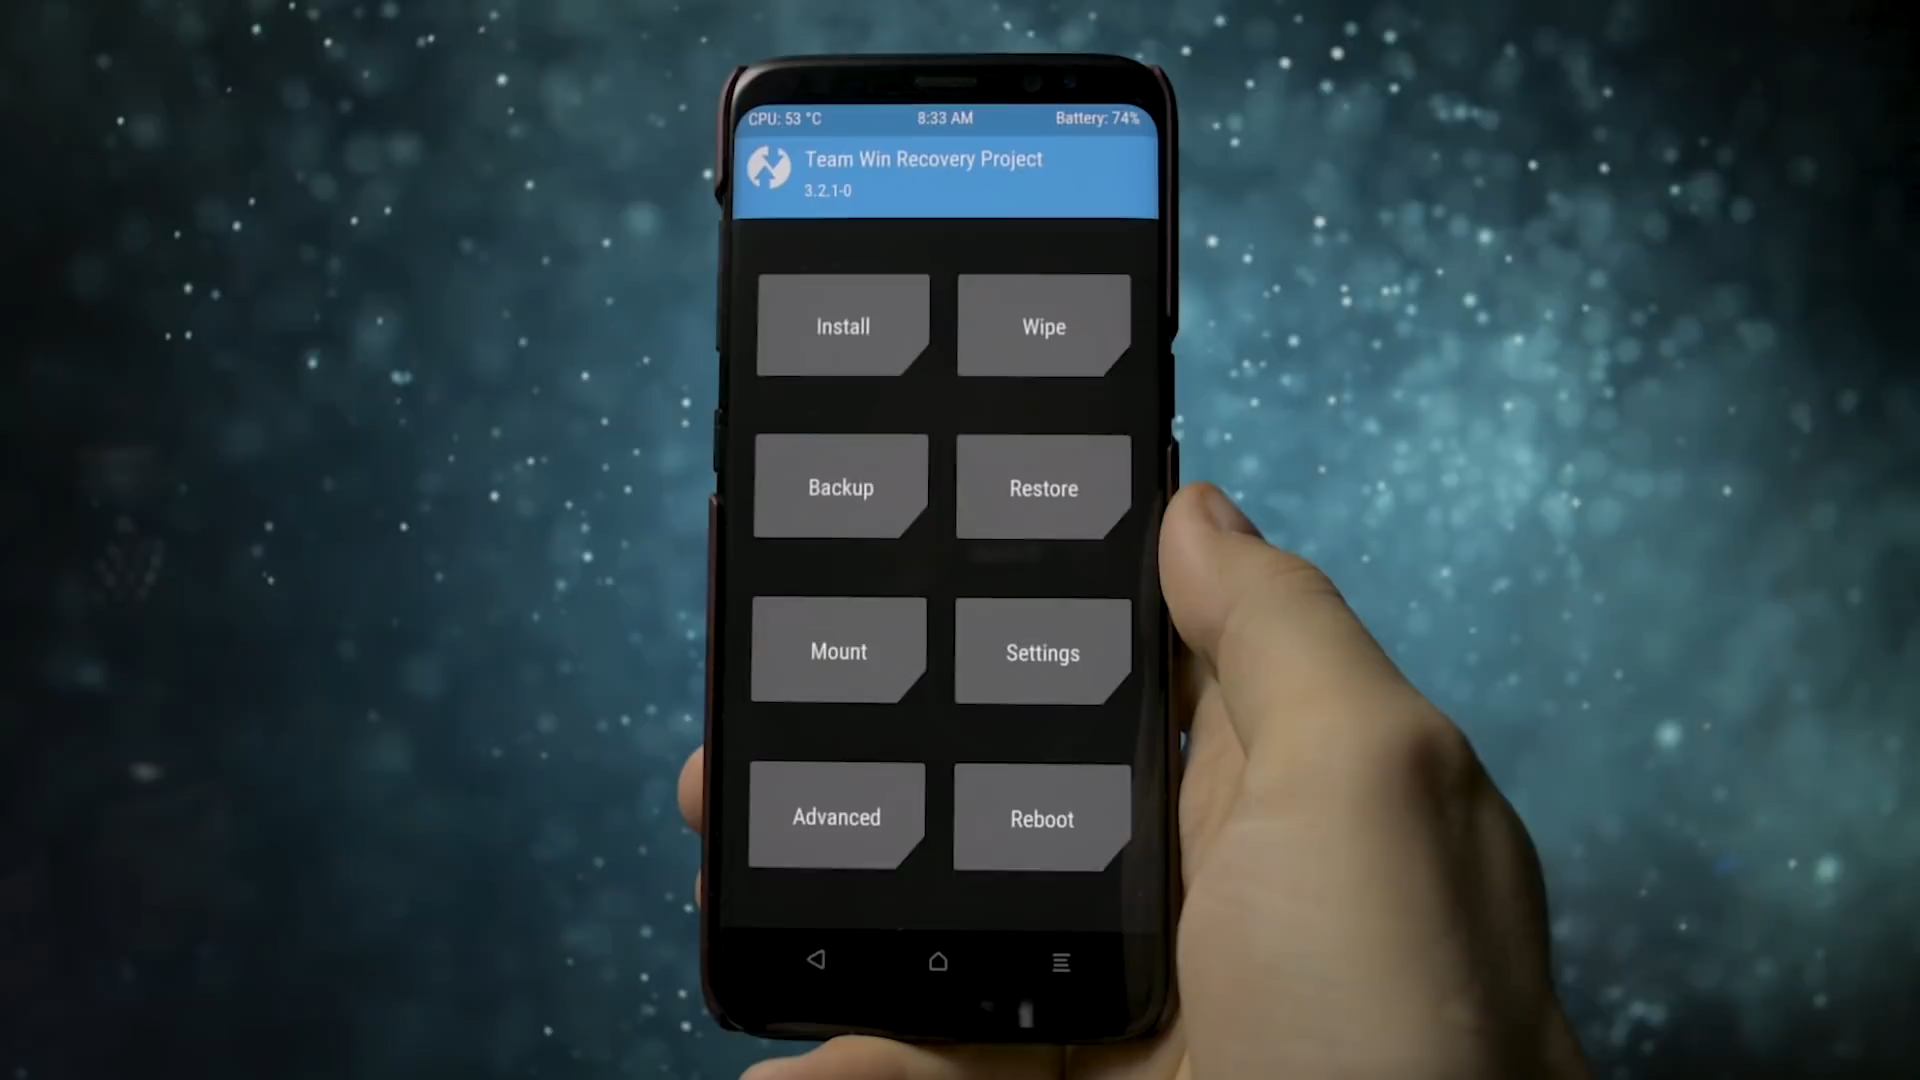 CPU: 53 °C 8:33 AM Battery: 74%
Team Win Recovery Project
3.2.1-0
Install Wipe
Backup Restore
Mount Settings
Advanced Reboot